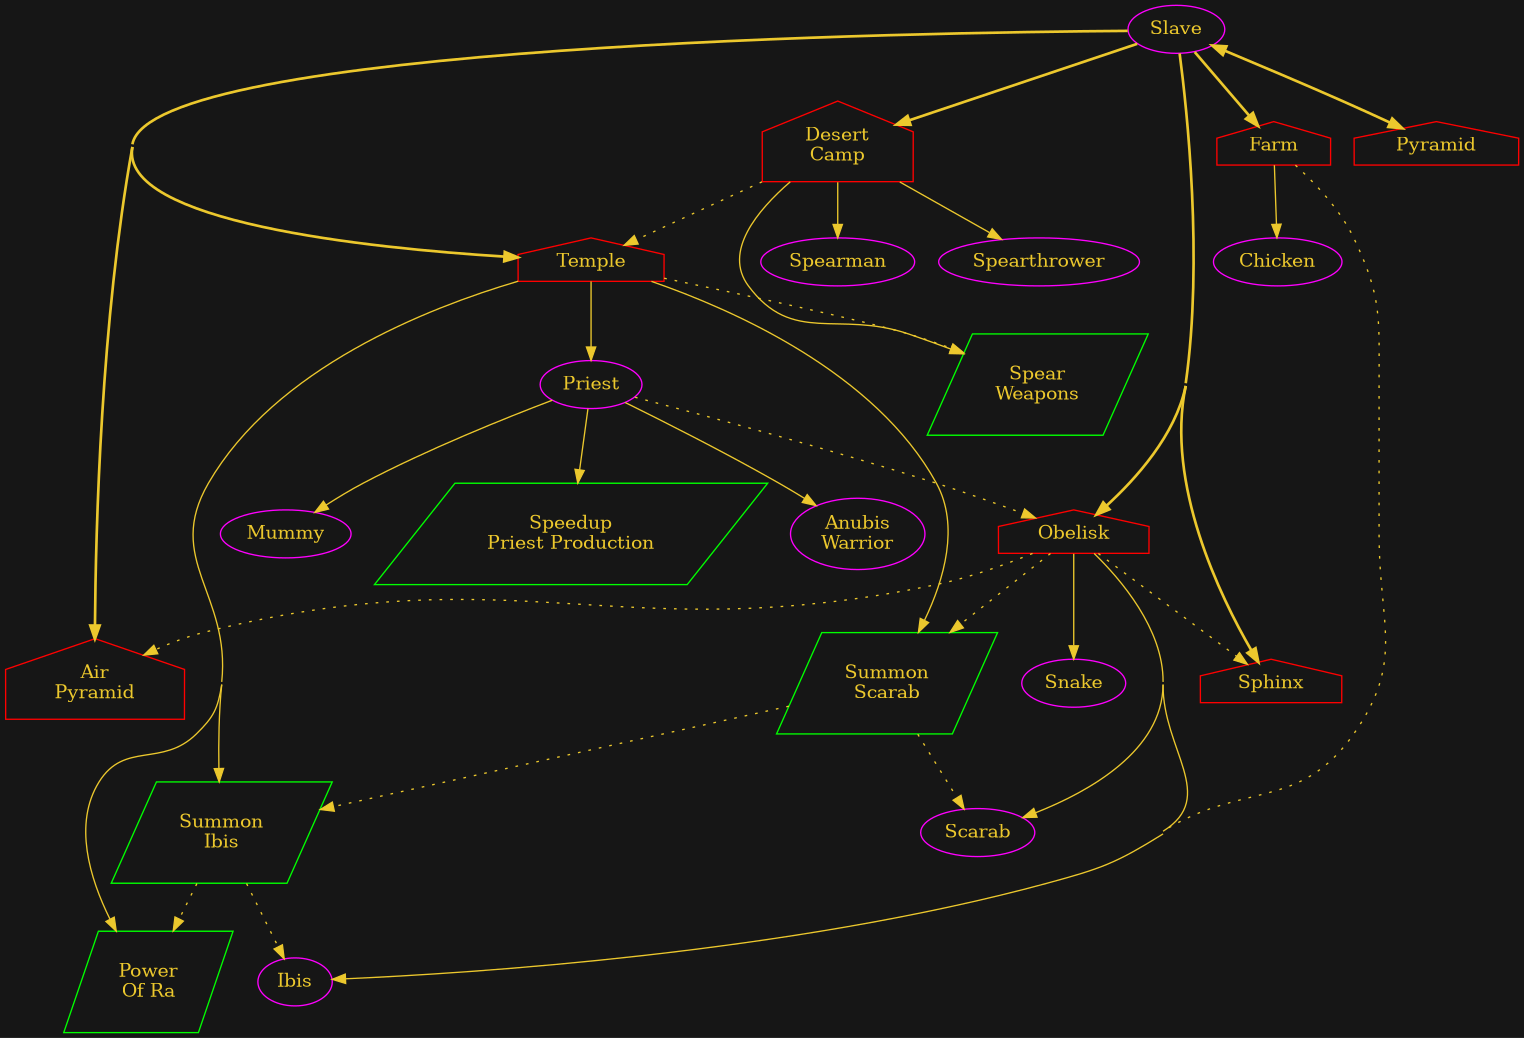 Slave
Desert
Camp
Farm
Pyramid
Temple
Spearman
Spearthrower
Chicken
Priest
Spear
Weapons
Mummy
Speedup
Priest Production
Anubis
Warrior
Obelisk
Air
Pyramid
Summon
Scarab
Snake
Sphinx
Summon
Ibis
Scarab
Power
Of Ra
Ibis